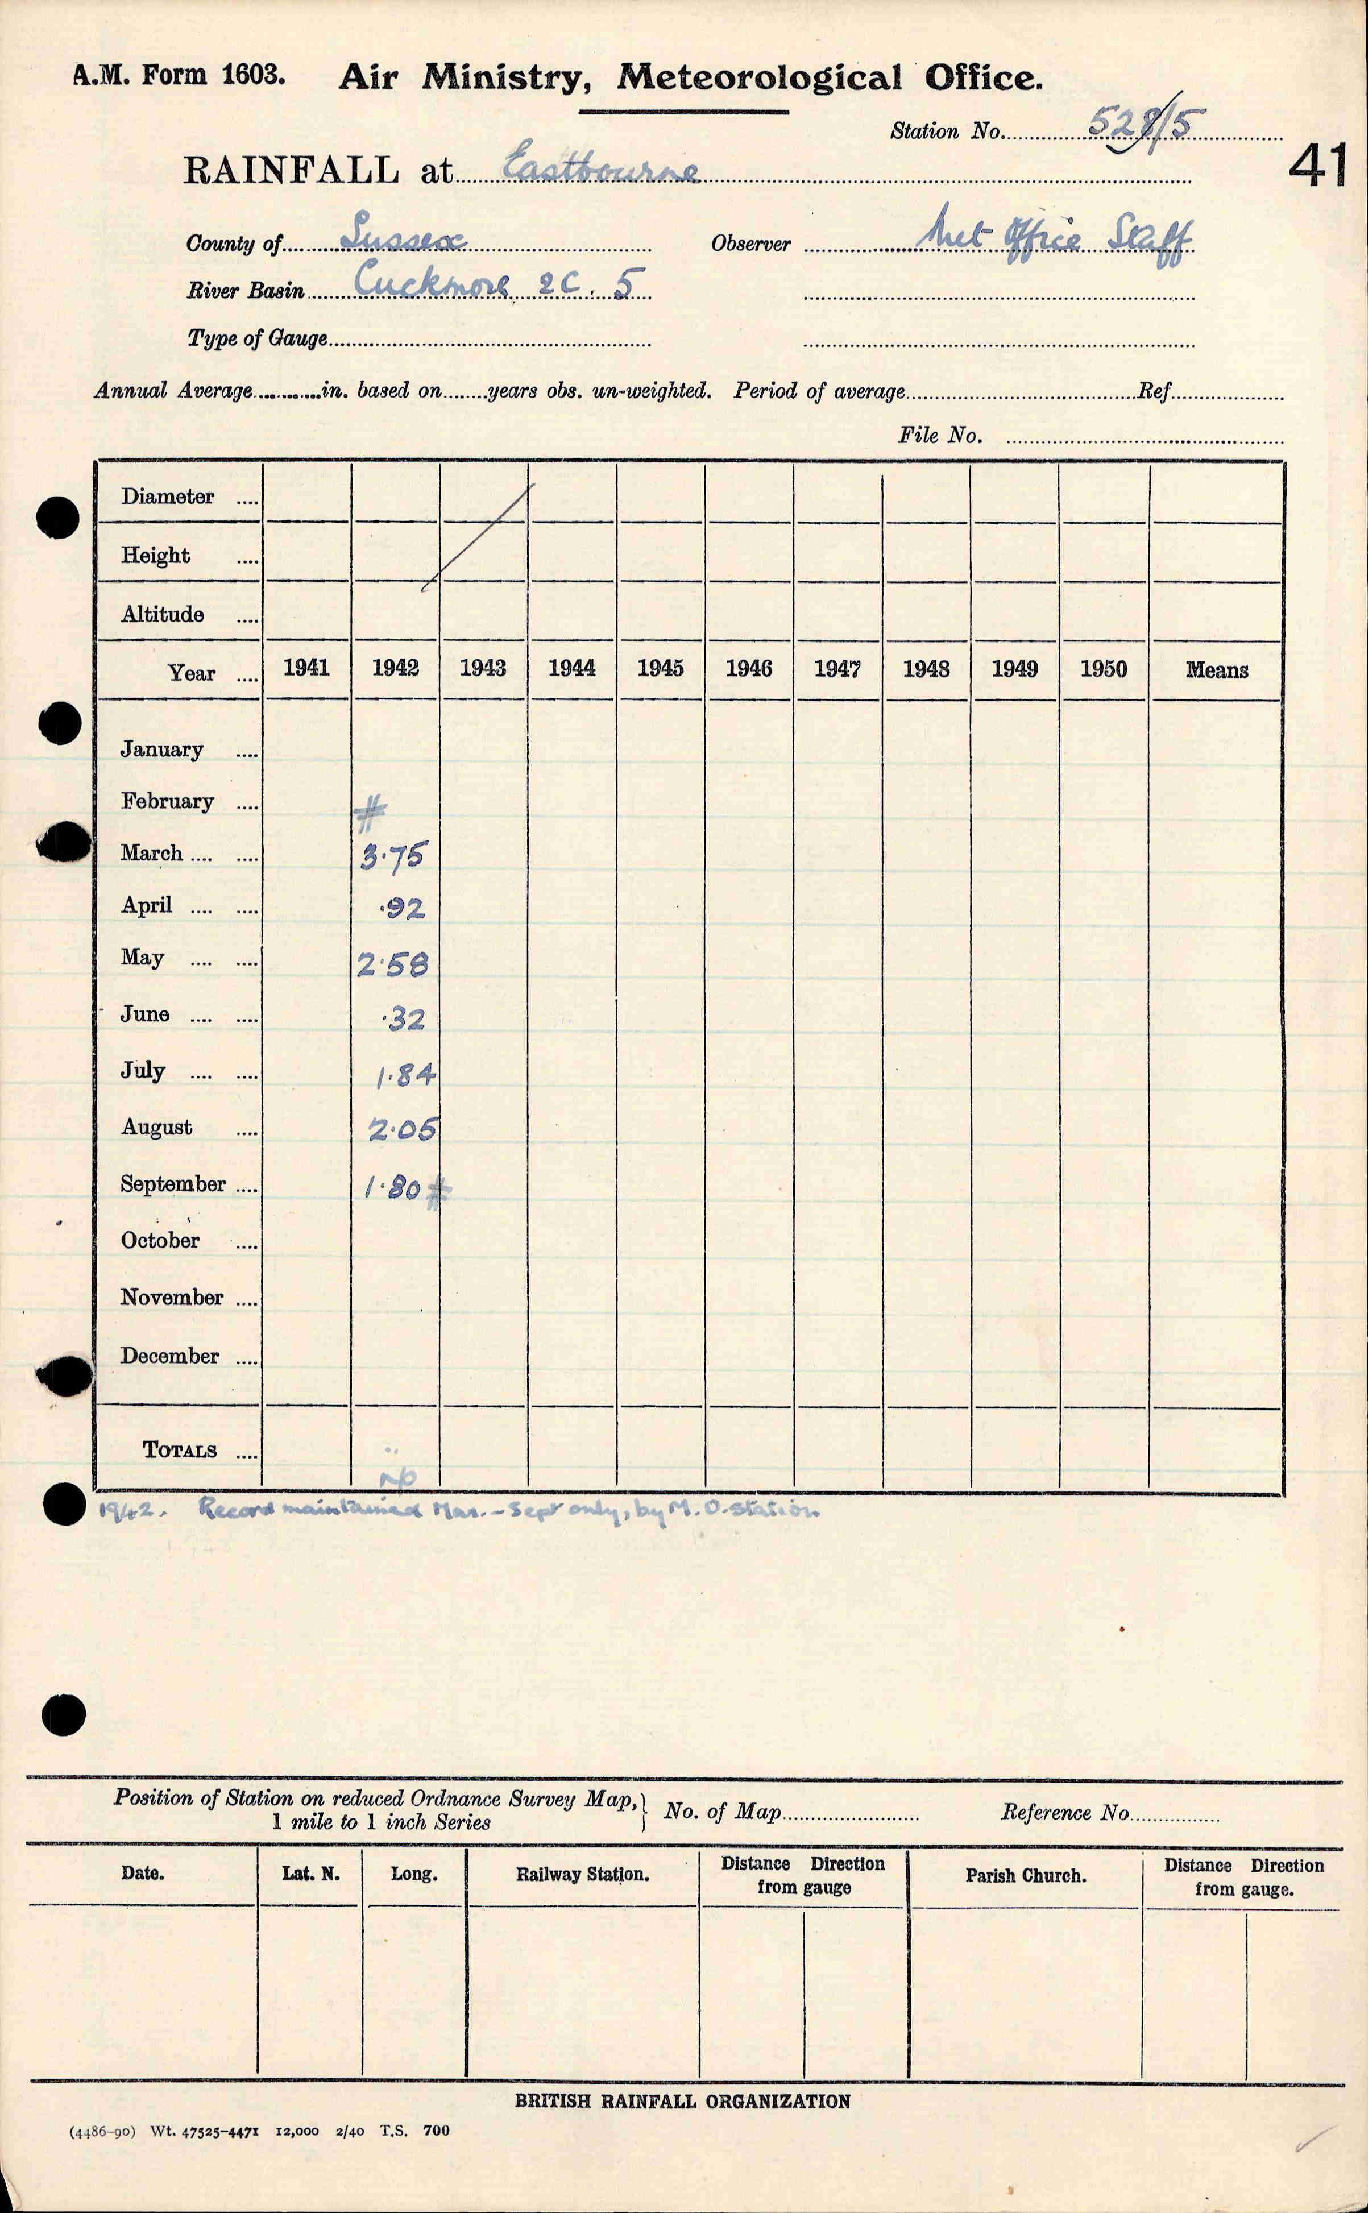 A.M. Form 1603. Air Ministry, Meteorological Office.
Station No. 528/5
41
RAINFALL at Eastbourne
County of Sussex Observer Met Office Staff
River Basin Cuckmore 2C. 5
Type of Gauge
Annual Average in. based on years obs. un-weighted. Period of average Ref.
File No.
Diameter
Height
Altitude
Year 1941 1942 1943 1944 1945 1946 1947 1948 1949 1950 Means
January
February #
March 3.75
April .92
May 2.58
June .32
July 1.84
August 2.05
September 1.80 #
October
November
December
TOTALS
1942. Record maintained Mar. - Sept only, by M. O. station
Position of Station on reduced Ordnance Survey Map, 1 mile to 1 inch Series } No. of Map Reference No.
Date. Lat. N. Long. Railway Station. Distance Direction from gauge Parish Church. Distance Direction from gauge.
BRITISH RAINFALL ORGANIZATION
(4486-90) Wt. 47525-4471 12,000 2/40 T.S. 700